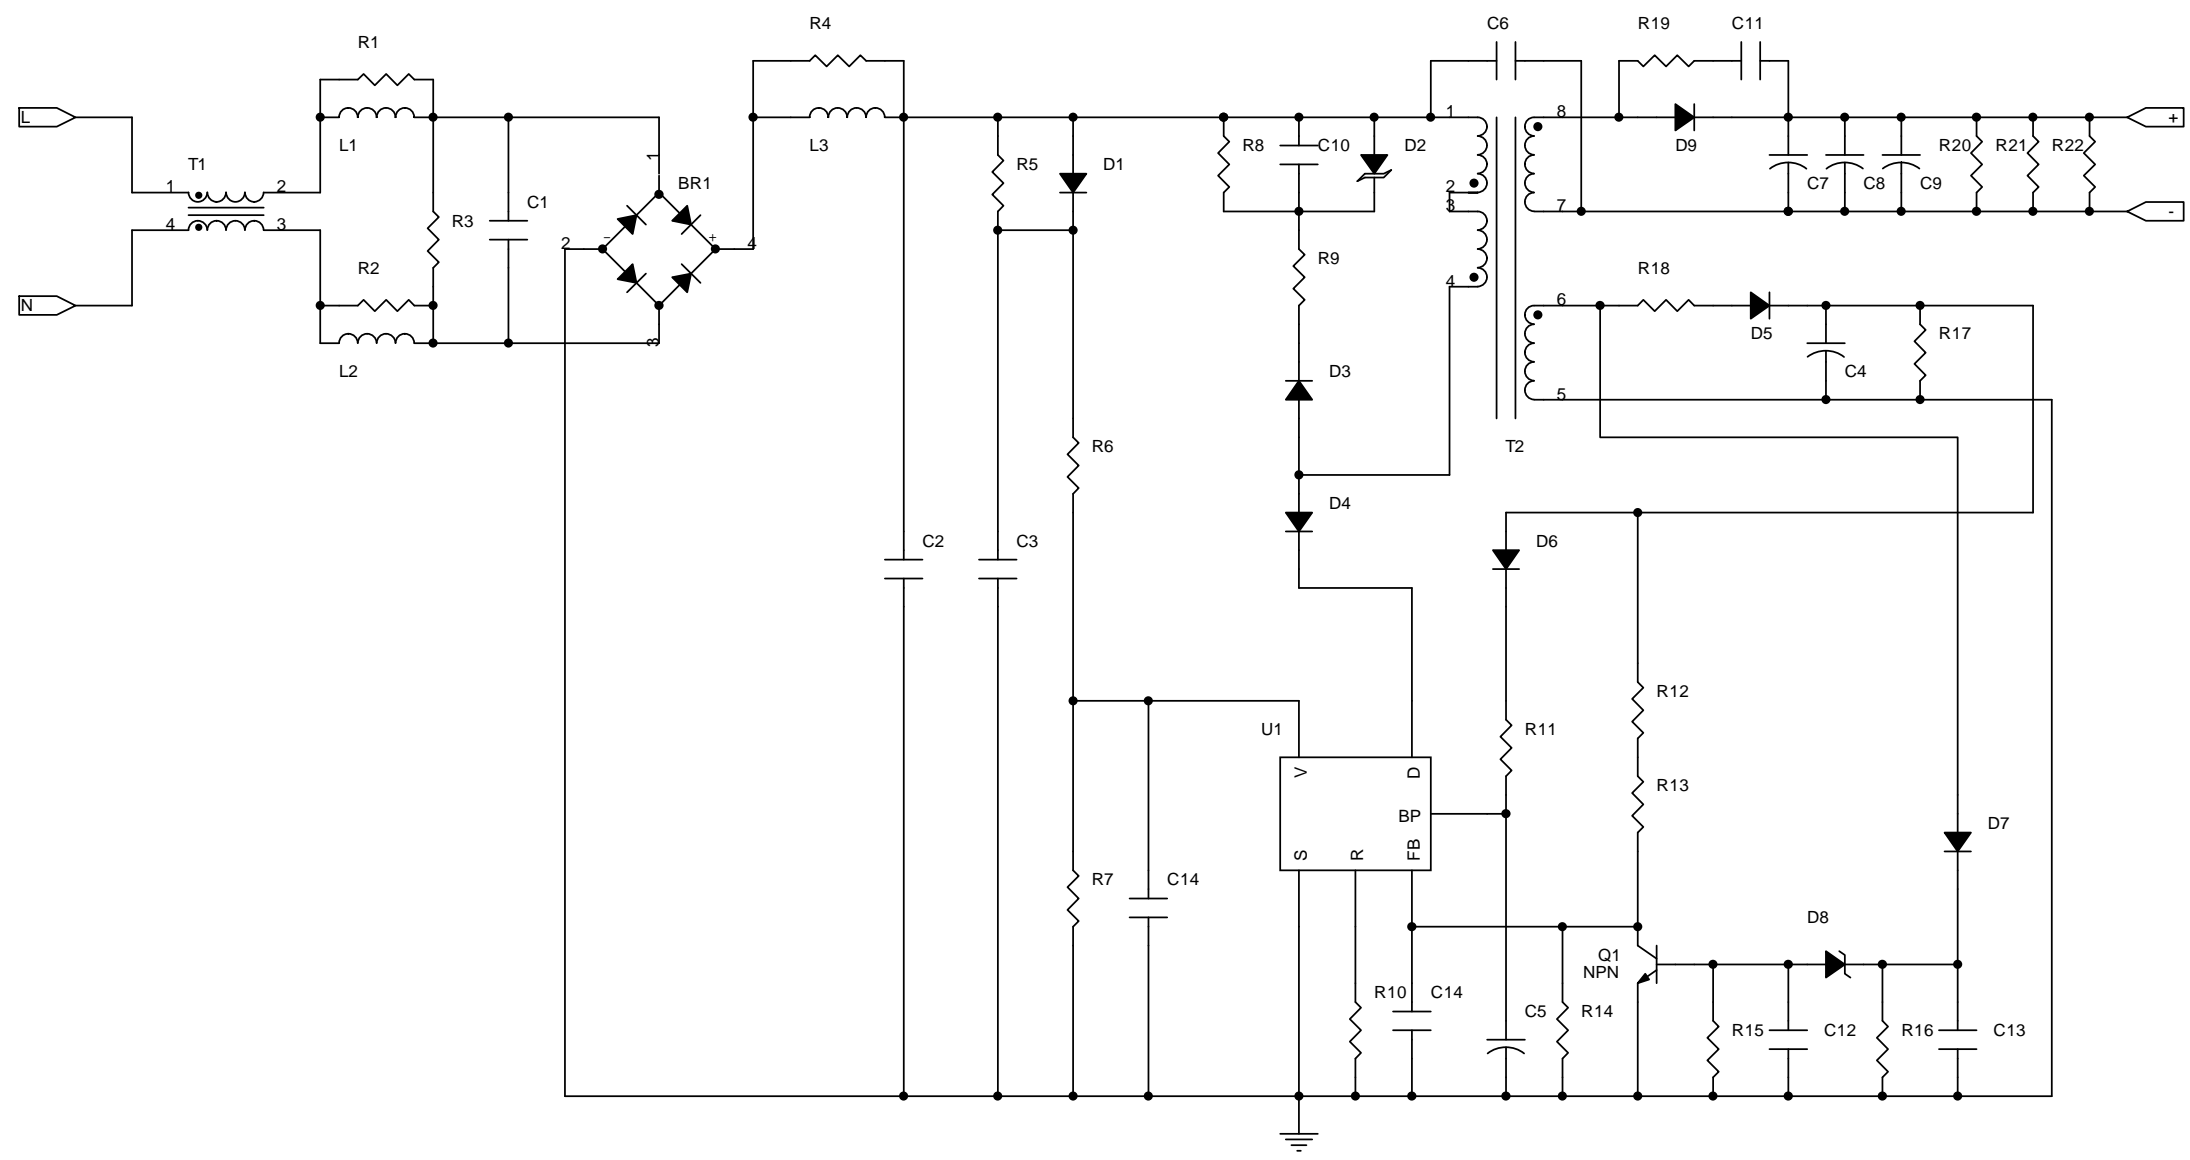 R4
C6
R19
C11
R1
L
1
8
+
L1
L3
R8
C10
D2
D9
R20
R21
R22
T1
R5
D1
1
BR1
C7
C8
C9
1
2
2
C1
3
7
-
4
3
R3
2
-
+
4
R2
R9
R18
4
N
6
D5
R17
3
L2
D3
C4
5
R6
T2
D4
C2
C3
D6
R12
U1
R11
V
D
R13
BP
D7
S
R
FB
R7
C14
D8
Q1
NPN
R10
C14
C5
R14
R15
C12
R16
C13